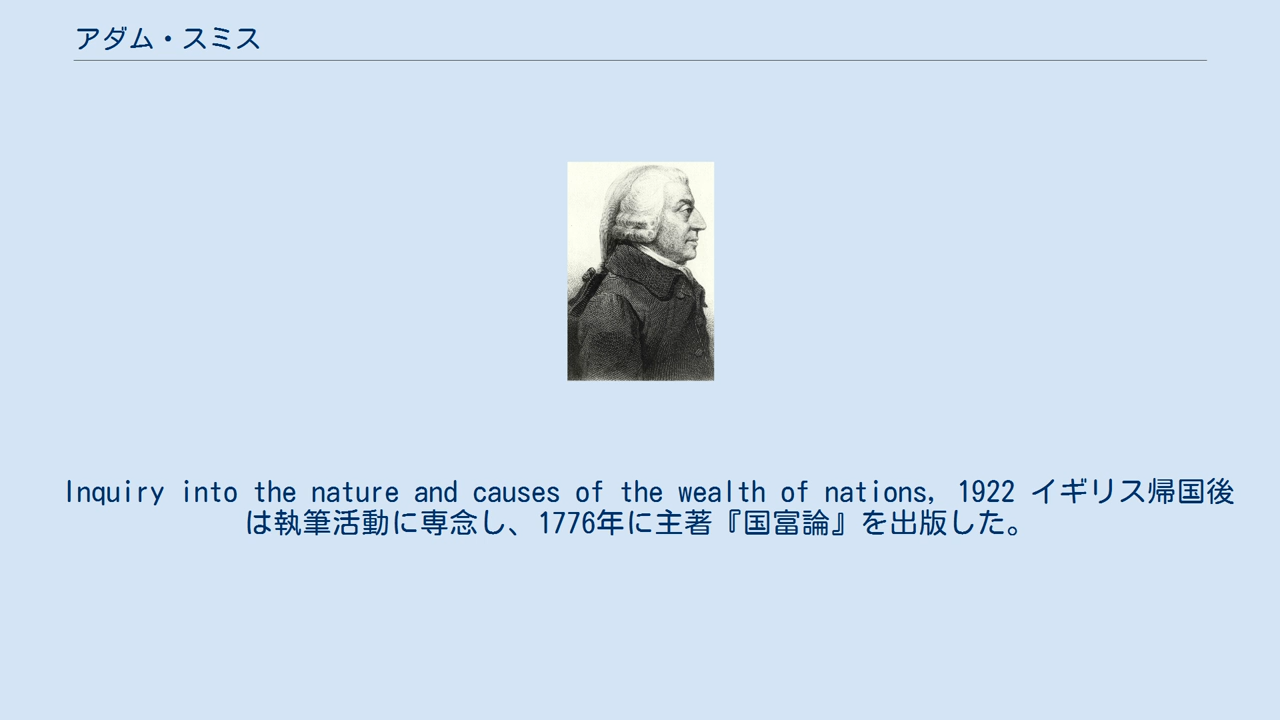 アダム・スミス
Inquiry into the nature and causes of the wealth of nations, 1922 イギリス帰国後
は執筆活動に専念し、1776年に主著『国富論』を出版した。